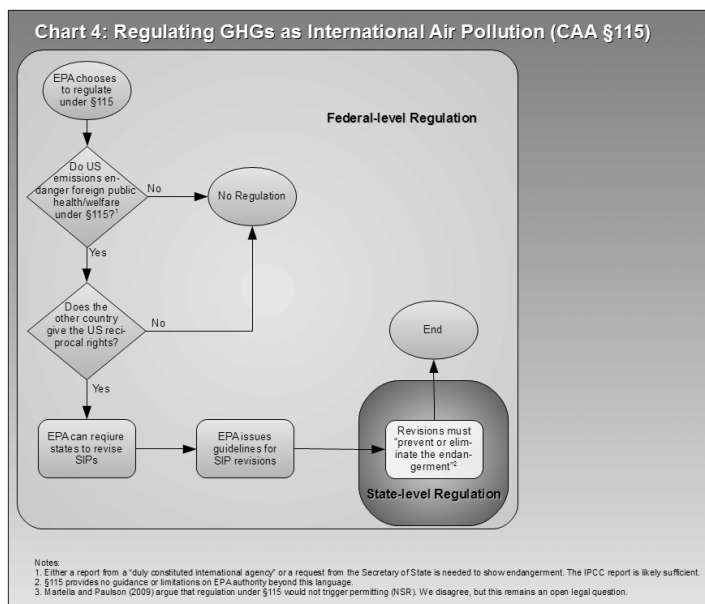 Chart 4: Regulating GHGs as International Air Pollution (CAA §115)
EPA chooses
to regulate
under §115
Federal-level Regulation
Do US
emissions en-
danger foreign public
health/welfare
under §115?1
No
No Regulation
Yes
Does the
other country
give the US reci-
procal rights?
No
End
Yes
EPA can reqiure
states to revise
SIPs
EPA issues
guidelines for
SIP revisions
Revisions must
"prevent or elim-
inate the endan-
germent"2
State-level Regulation
Notes:
1. Either a report from a "duly constituted international agency" or a request from the Secretary of State is needed to show endangerment. The IPCC report is likely sufficient.
2. §115 provides no guidance or limitations on EPA authority beyond this language.
3. Martella and Paulson (2009) argue that regulation under §115 would not trigger permitting (NSR). We disagree, but this remains an open legal question.